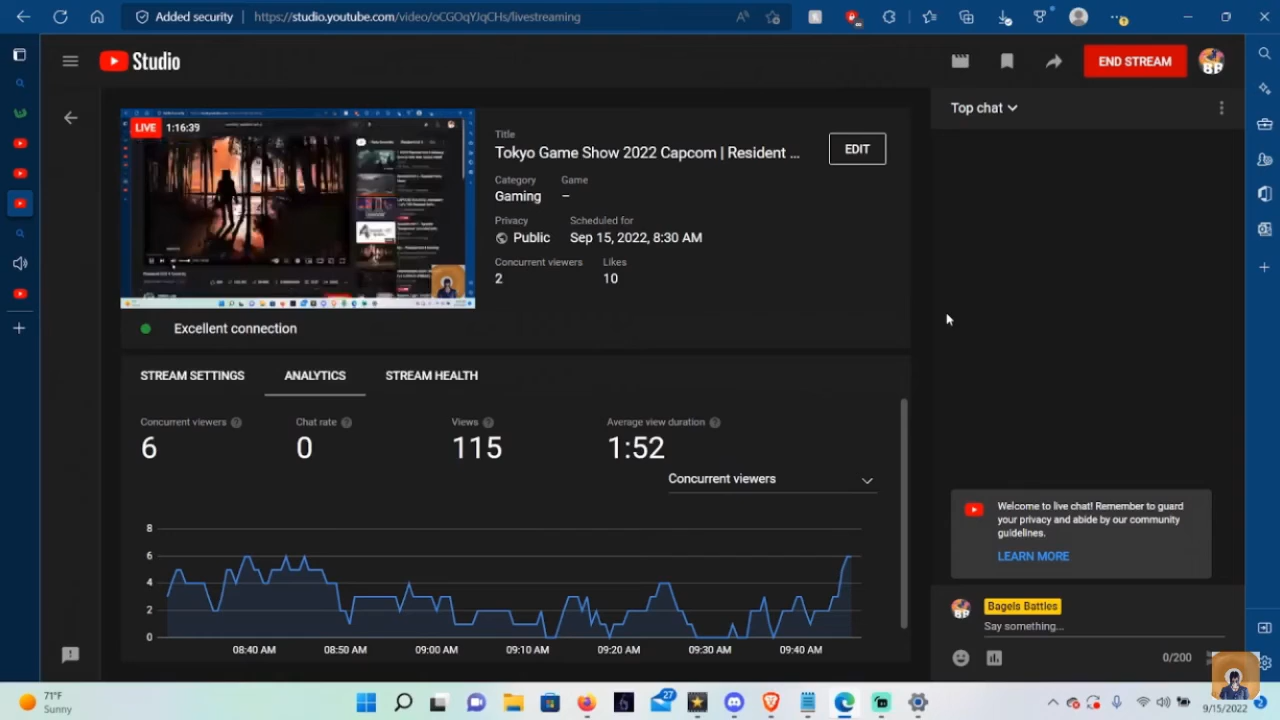 Added security
https://studio.youtube.com/video/oCGOqYJqCHs/livestreaming
Studio
END STREAM
LIVE 1:16:39
Title
Tokyo Game Show 2022 Capcom | Resident ...
EDIT
Category Game
Gaming –
Privacy Scheduled for
Public Sep 15, 2022, 8:30 AM
Concurrent viewers Likes
2 10
Excellent connection
STREAM SETTINGS ANALYTICS STREAM HEALTH
Concurrent viewers Chat rate Views Average view duration
6 0 115 1:52
Concurrent viewers
8
6
4
2
0
08:40 AM 08:50 AM 09:00 AM 09:10 AM 09:20 AM 09:30 AM 09:40 AM
Top chat
Welcome to live chat! Remember to guard
your privacy and abide by our community
guidelines.
LEARN MORE
Bagels Battles
Say something...
0/200
BP
71°F
Sunny
27
9/15/2022
2